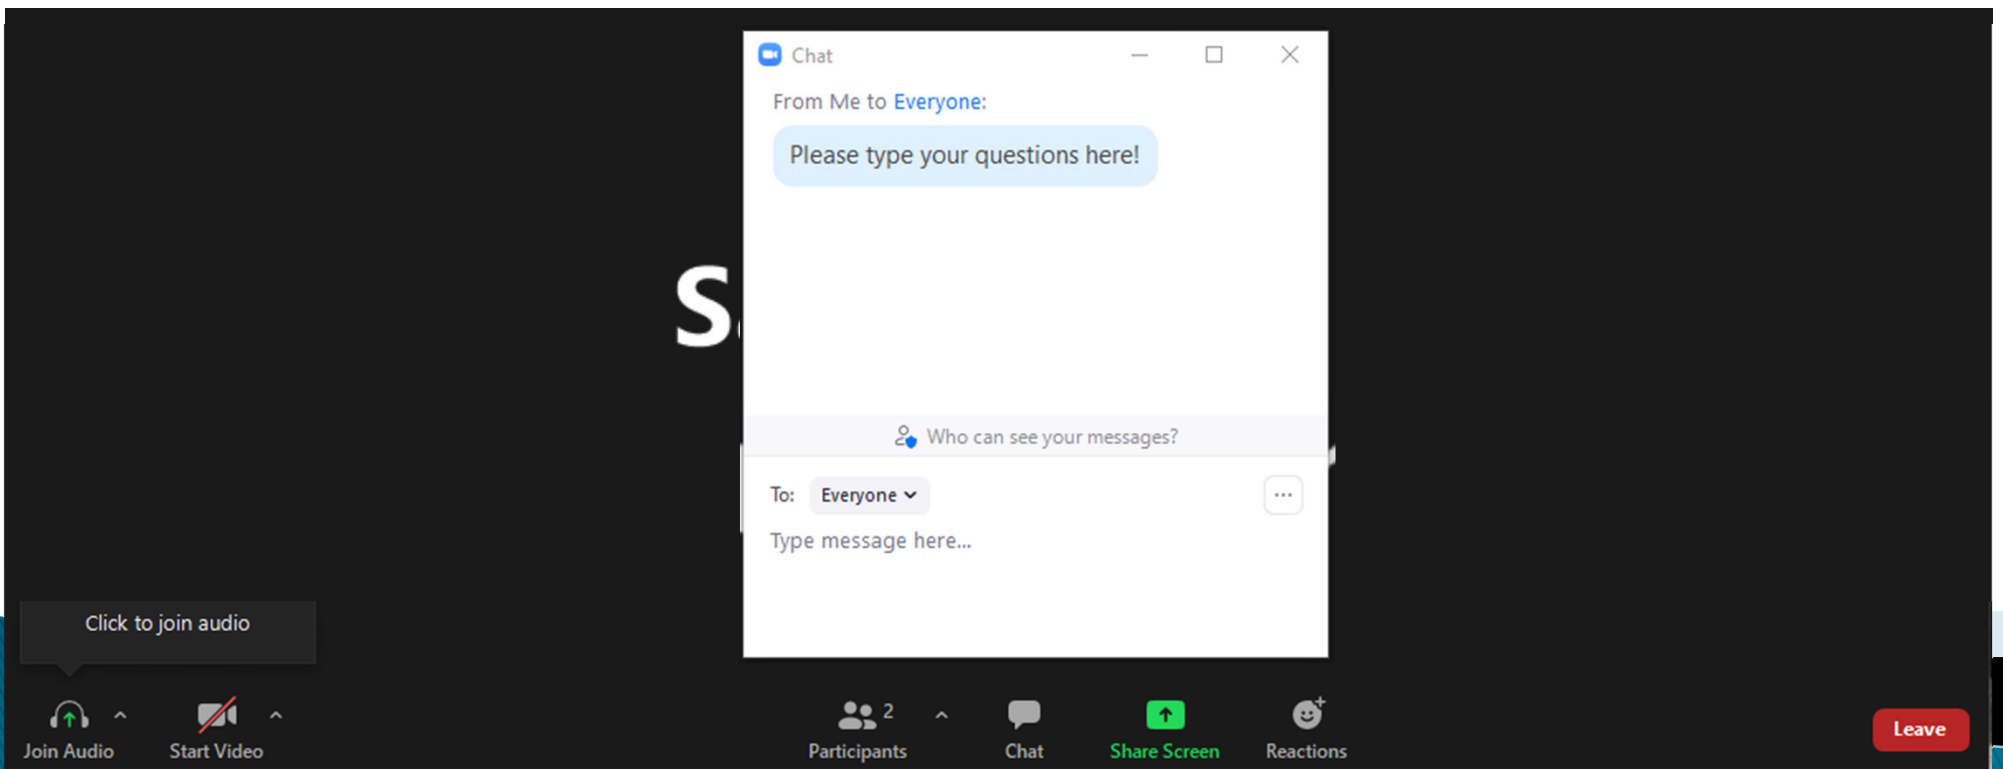 Chat
From Me to Everyone:
Please type your questions here!
Who can see your messages?
To: Everyone
Type message here...
Click to join audio
Join Audio
Start Video
2
Participants
Chat
Share Screen
Reactions
Leave